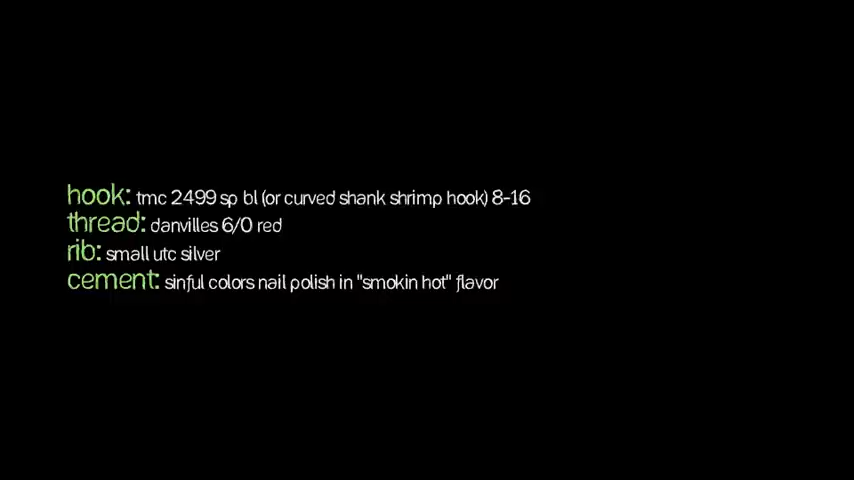 hook: tmc 2499 sp bl (or curved shank shrimp hook) 8-16
thread: danvilles 6/0 red
rib: small utc silver
cement: sinful colors nail polish in "smokin hot" flavor